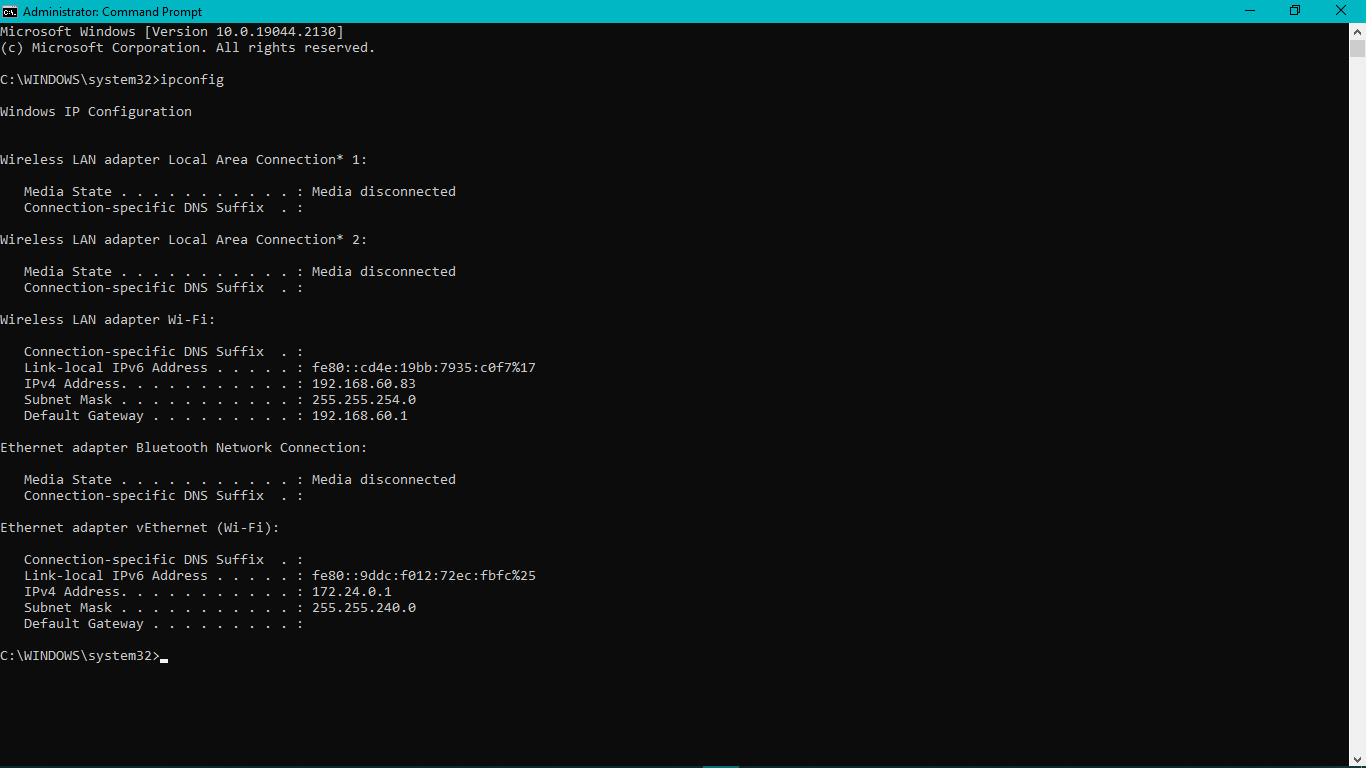 Administrator: Command Prompt
Microsoft Windows [Version 10.0.19044.2130]
(c) Microsoft Corporation. All rights reserved.
C:\WINDOWS\system32>ipconfig
Windows IP Configuration
Wireless LAN adapter Local Area Connection* 1:
Media State . . . . . . . . . . . : Media disconnected
Connection-specific DNS Suffix  . :
Wireless LAN adapter Local Area Connection* 2:
Media State . . . . . . . . . . . : Media disconnected
Connection-specific DNS Suffix  . :
Wireless LAN adapter Wi-Fi:
Connection-specific DNS Suffix  . :
Link-local IPv6 Address . . . . . : fe80::cd4e:19bb:7935:c0f7%17
IPv4 Address. . . . . . . . . . . : 192.168.60.83
Subnet Mask . . . . . . . . . . . : 255.255.254.0
Default Gateway . . . . . . . . . : 192.168.60.1
Ethernet adapter Bluetooth Network Connection:
Media State . . . . . . . . . . . : Media disconnected
Connection-specific DNS Suffix  . :
Ethernet adapter vEthernet (Wi-Fi):
Connection-specific DNS Suffix  . :
Link-local IPv6 Address . . . . . : fe80::9ddc:f012:72ec:fbfc%25
IPv4 Address. . . . . . . . . . . : 172.24.0.1
Subnet Mask . . . . . . . . . . . : 255.255.240.0
Default Gateway . . . . . . . . . :
C:\WINDOWS\system32>